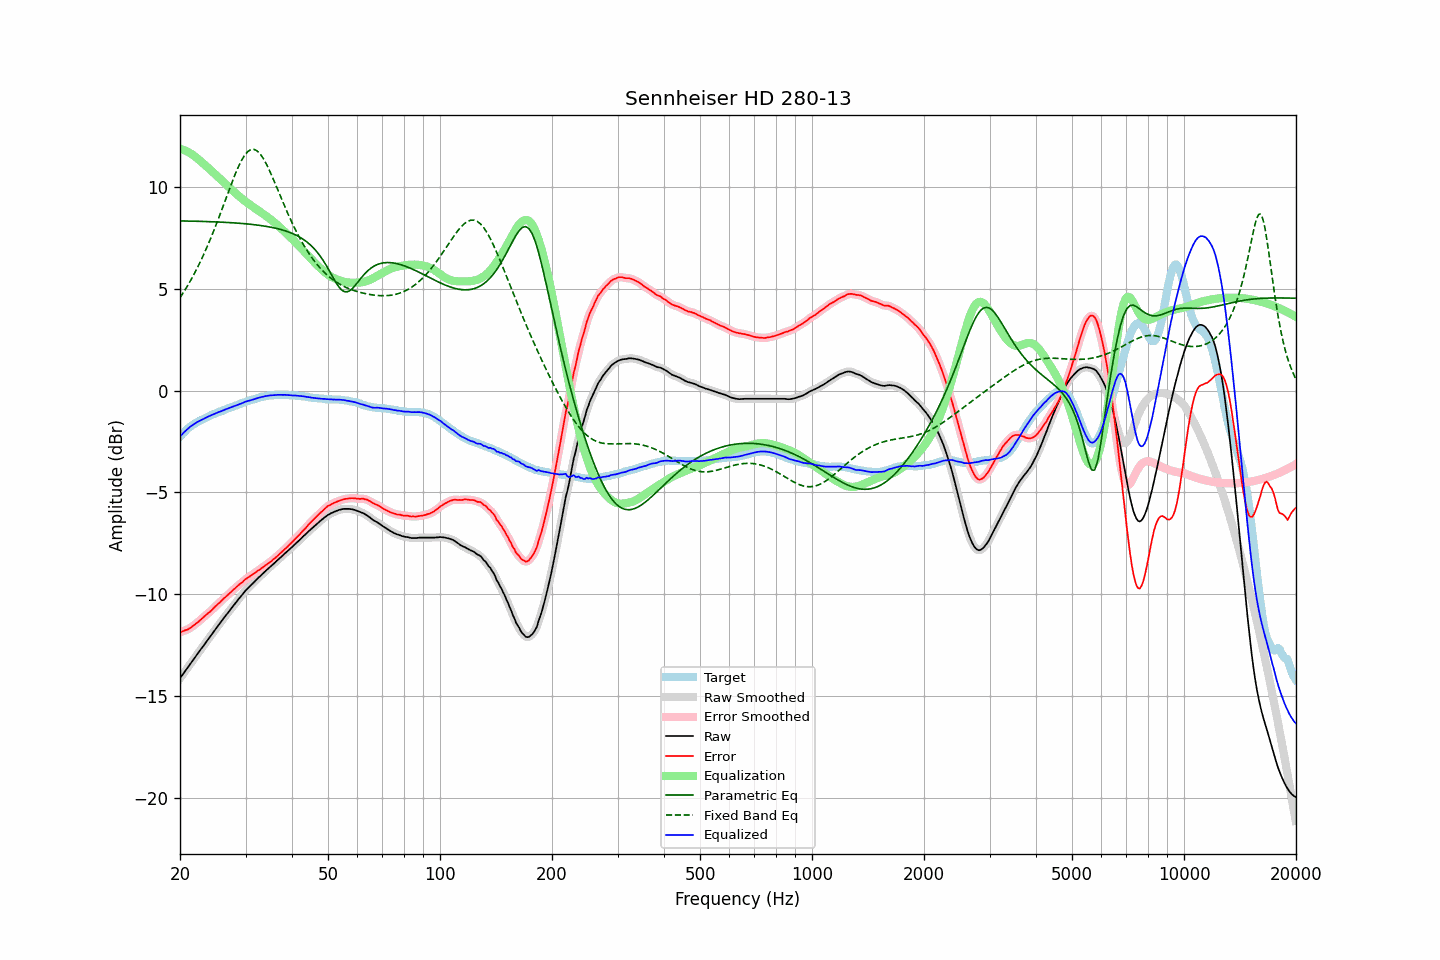 Sennheiser HD 280-13
Amplitude (dBr)
10
5
0
−5
−10
−15
−20
Target
Raw Smoothed
Error Smoothed
Raw
Error
Equalization
Parametric Eq
Fixed Band Eq
Equalized
20 50 100 200 500 1000 2000 5000 10000 20000
Frequency (Hz)